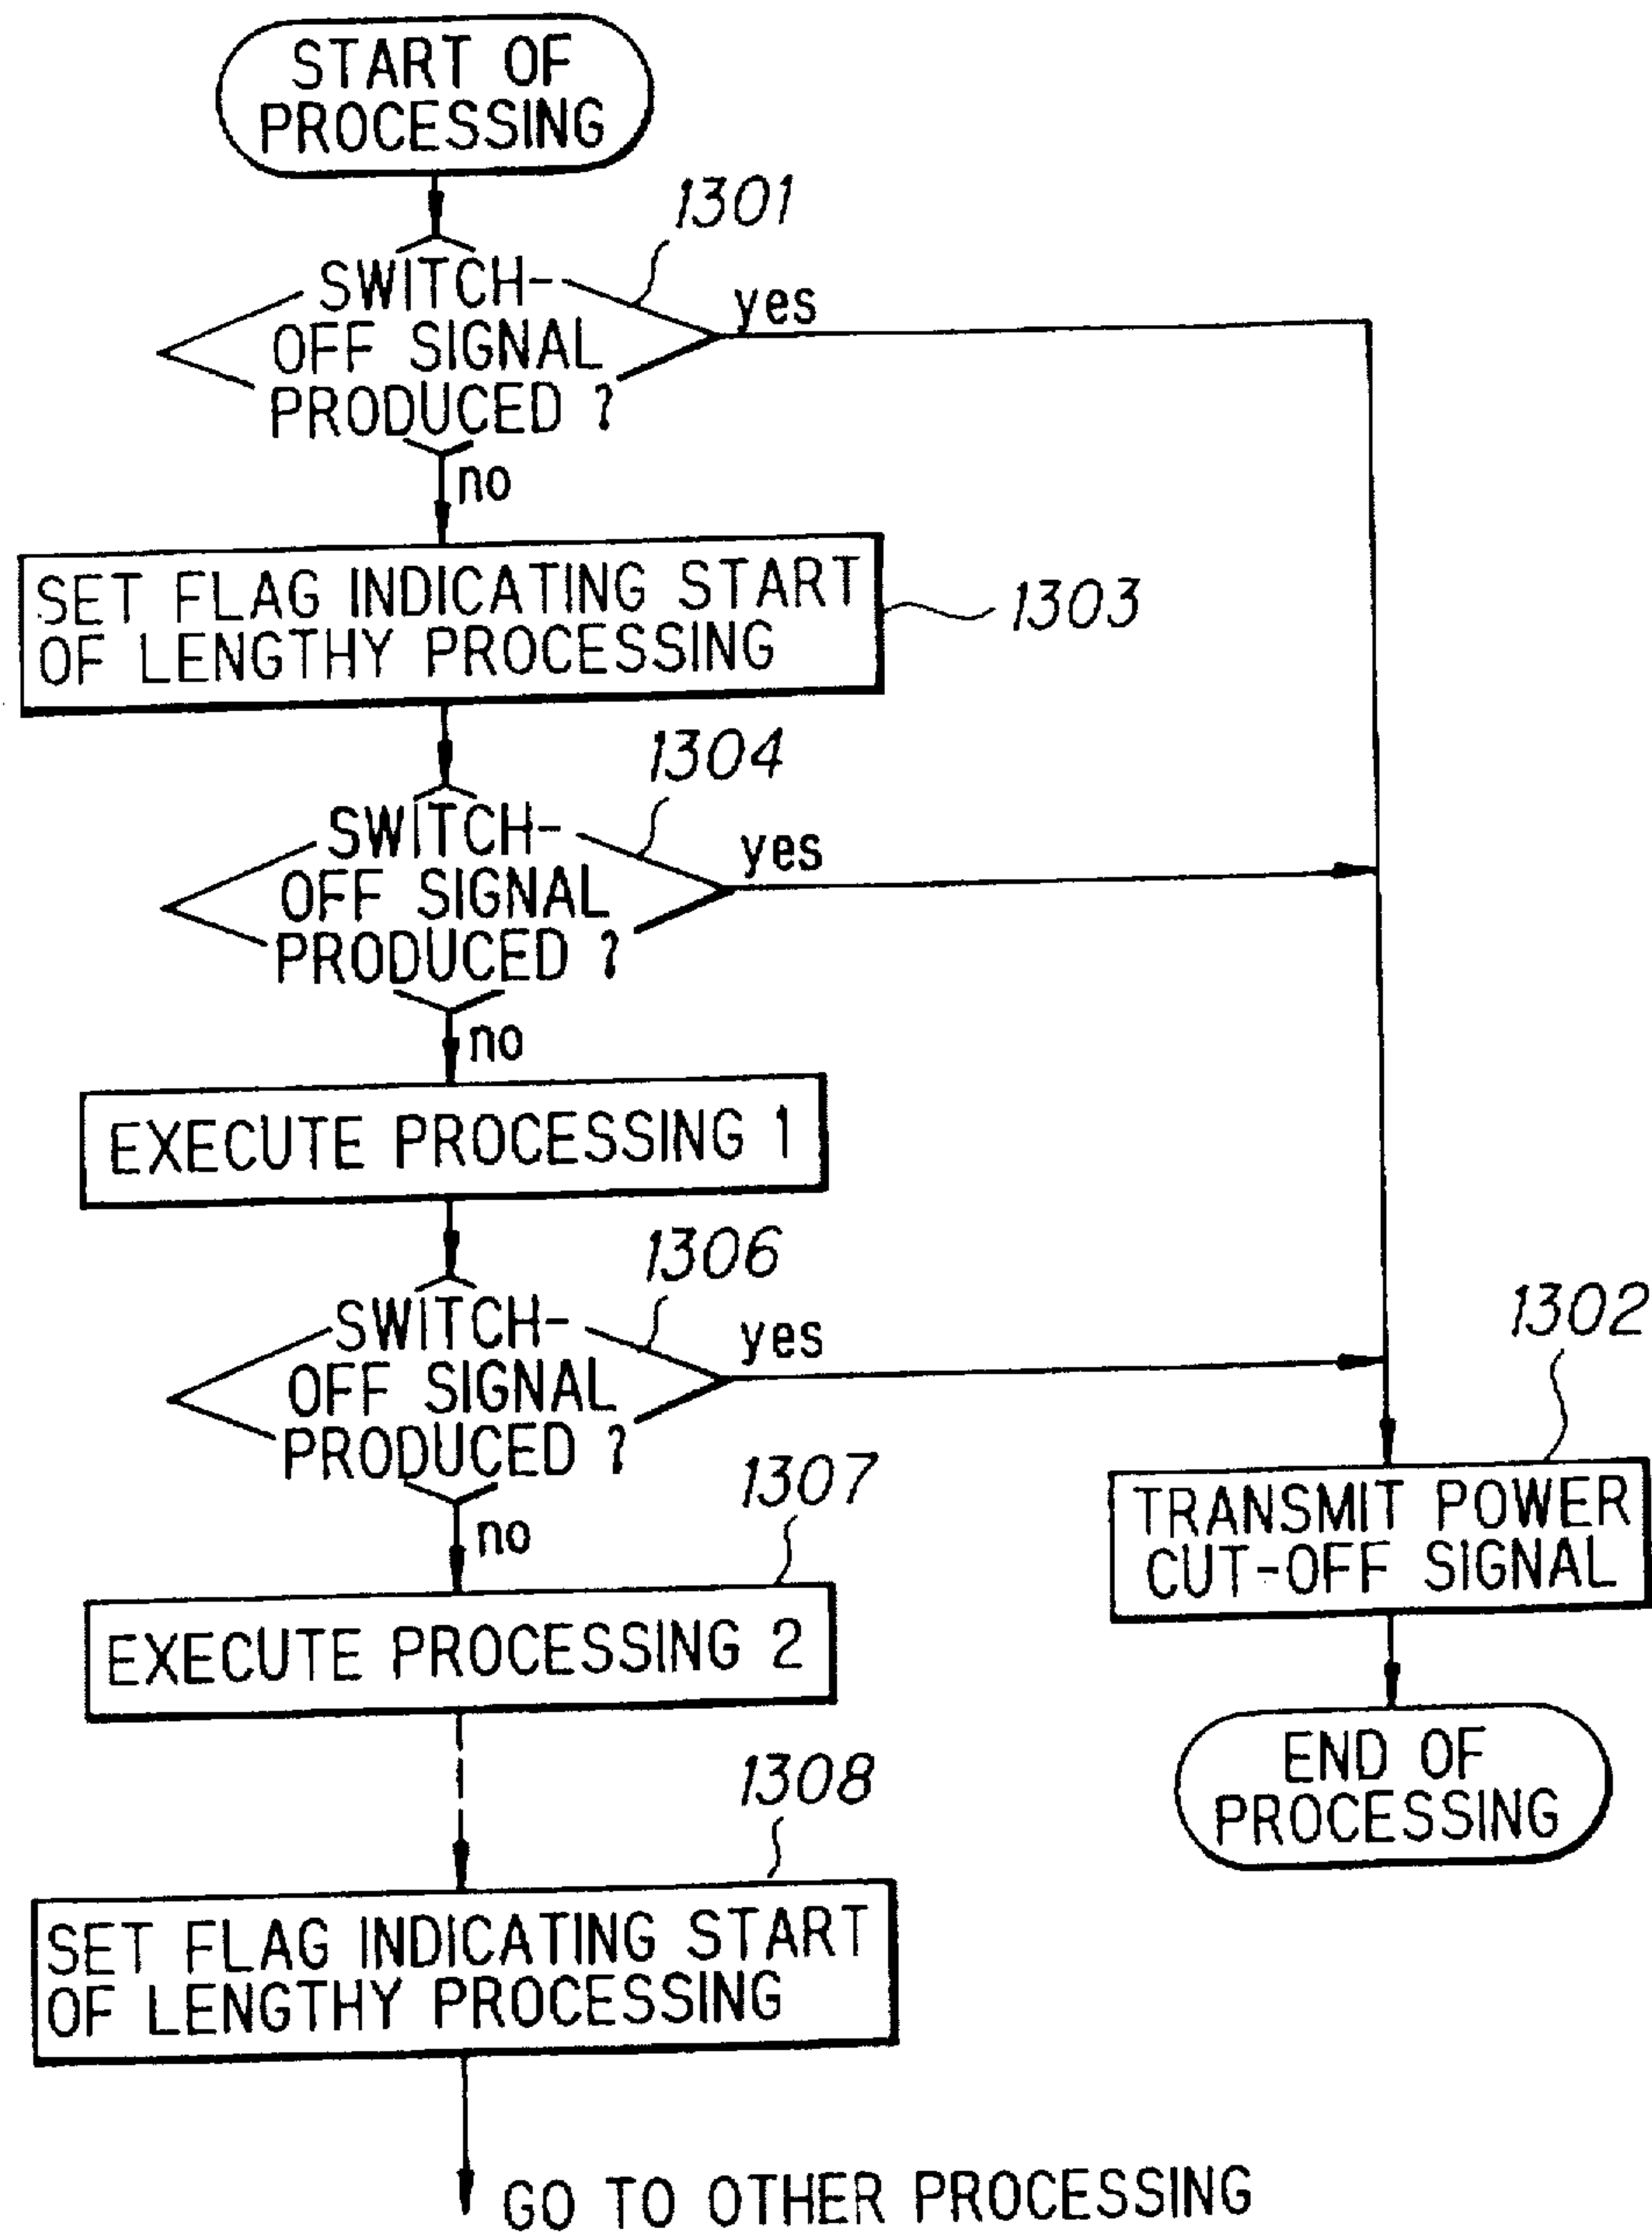 START OF
PROCESSING
1301
SWITCH-
OFF SIGNAL
PRODUCED ?
yes
no
SET FLAG INDICATING START
OF LENGTHY PROCESSING
1303
1304
SWITCH-
OFF SIGNAL
PRODUCED ?
yes
no
EXECUTE PROCESSING 1
1306
SWITCH-
OFF SIGNAL
PRODUCED ?
yes
no
1302
TRANSMIT POWER
CUT-OFF SIGNAL
1307
EXECUTE PROCESSING 2
END OF
PROCESSING
1308
SET FLAG INDICATING START
OF LENGTHY PROCESSING
GO TO OTHER PROCESSING